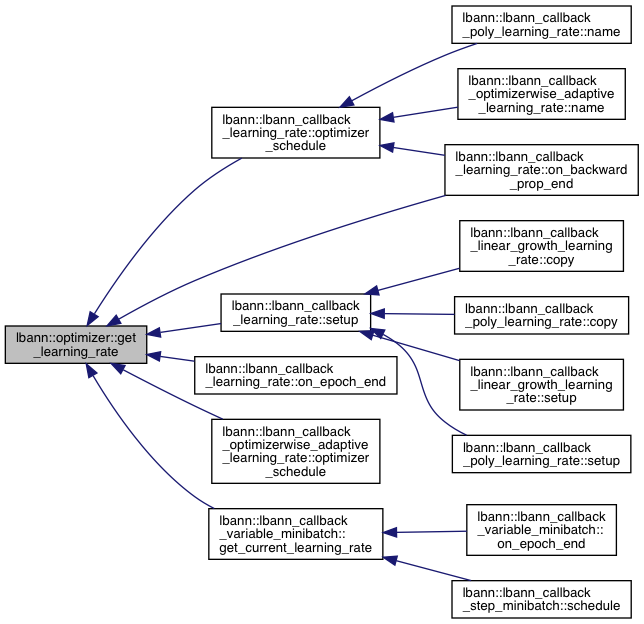 lbann::lbann_callback
_poly_learning_rate::name
lbann::lbann_callback
_optimizerwise_adaptive
_learning_rate::name
lbann::lbann_callback
_learning_rate::optimizer
_schedule
lbann::lbann_callback
_learning_rate::on_backward
_prop_end
lbann::lbann_callback
_linear_growth_learning
_rate::copy
lbann::lbann_callback
_learning_rate::setup
lbann::lbann_callback
_poly_learning_rate::copy
lbann::optimizer::get
_learning_rate
lbann::lbann_callback
_learning_rate::on_epoch_end
lbann::lbann_callback
_linear_growth_learning
_rate::setup
lbann::lbann_callback
_optimizerwise_adaptive
_learning_rate::optimizer
_schedule
lbann::lbann_callback
_poly_learning_rate::setup
lbann::lbann_callback
_variable_minibatch::
get_current_learning_rate
lbann::lbann_callback
_variable_minibatch::
on_epoch_end
lbann::lbann_callback
_step_minibatch::schedule